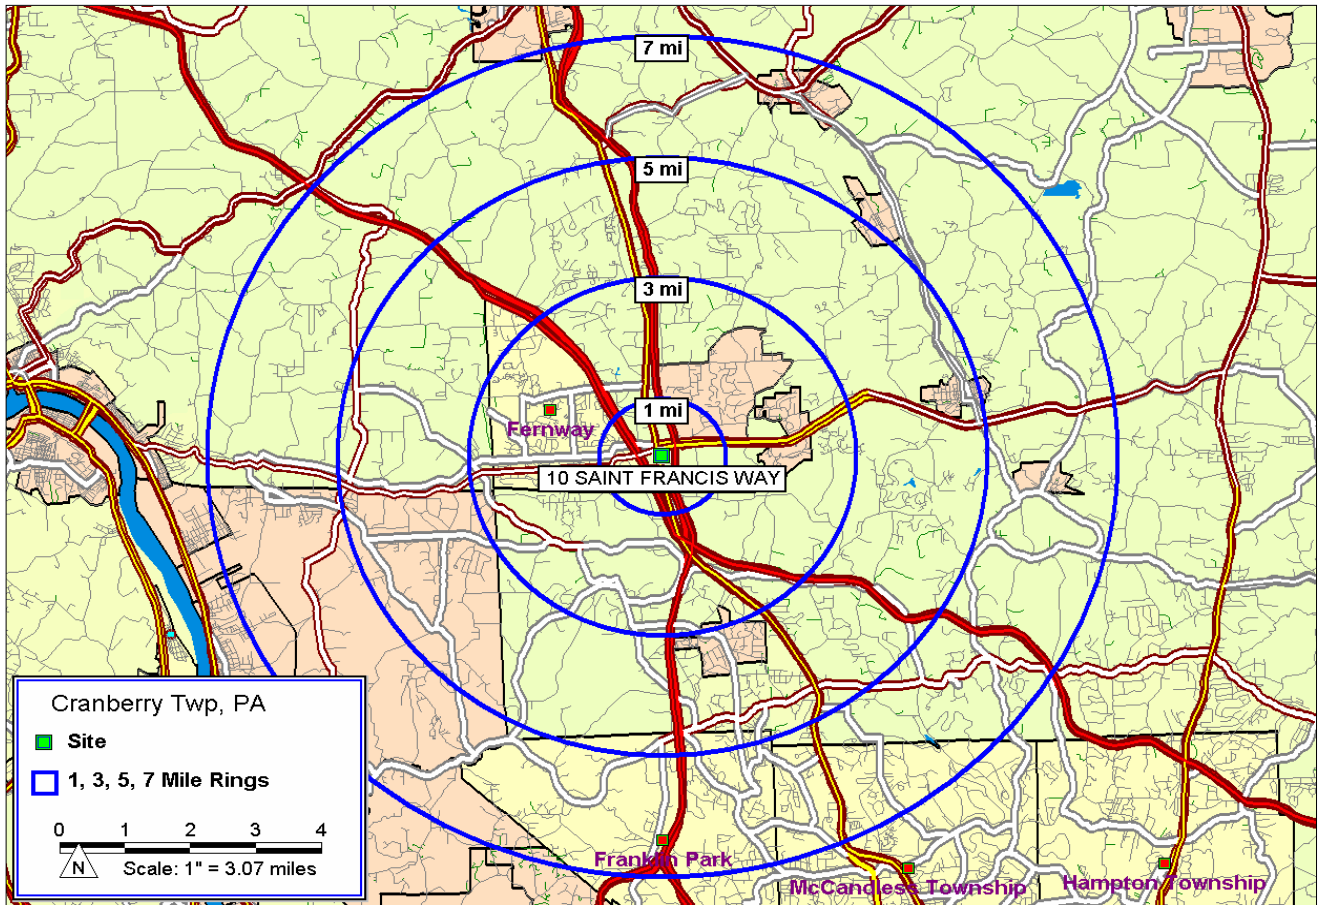 7 mi
5 mi
3 mi
1 mi
Fernway
10 SAINT FRANCIS WAY
Cranberry Twp, PA
Site
1, 3, 5, 7 Mile Rings
0 1 2 3 4
N Scale: 1" = 3.07 miles
Franklin Park
McCandless Township
Hampton Township